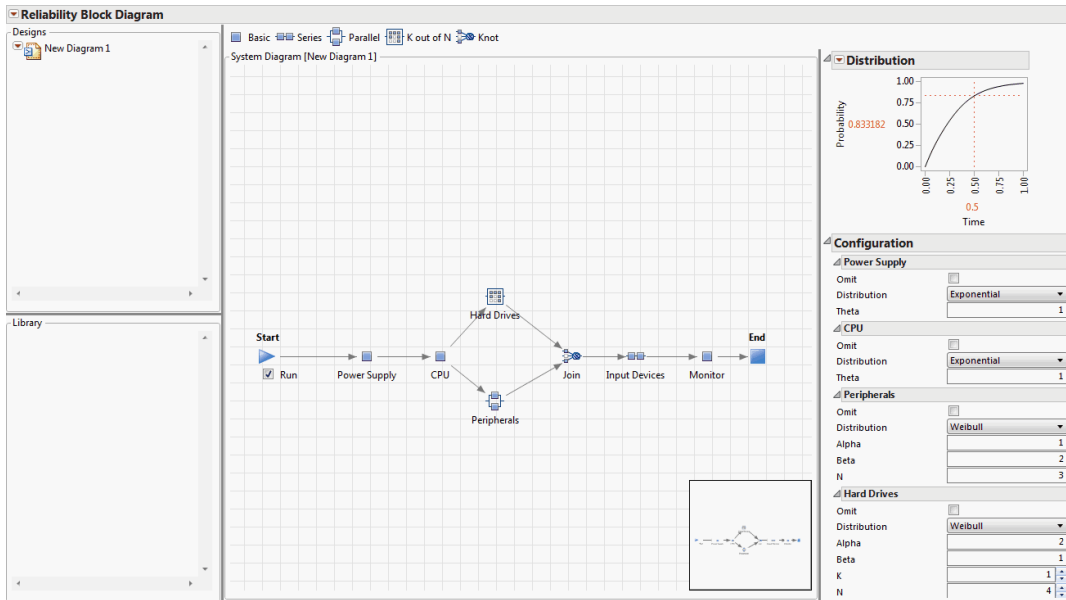 Reliability Block Diagram
Designs
New Diagram 1
Library
Basic Series Parallel K out of N Knot
System Diagram [New Diagram 1]
Hard Drives
Start End
Run Power Supply CPU Join Input Devices Monitor
Peripherals
Distribution
1.00
0.75
0.50
0.25
0.00
Probability
0.833182
0.00 0.25 0.50 0.75 1.00
0.5
Time
Configuration
Power Supply
Omit
Distribution Exponential
Theta 1
CPU
Omit
Distribution Exponential
Theta 1
Peripherals
Omit
Distribution Weibull
Alpha 1
Beta 2
N 3
Hard Drives
Omit
Distribution Weibull
Alpha 2
Beta 1
K 1
N 4